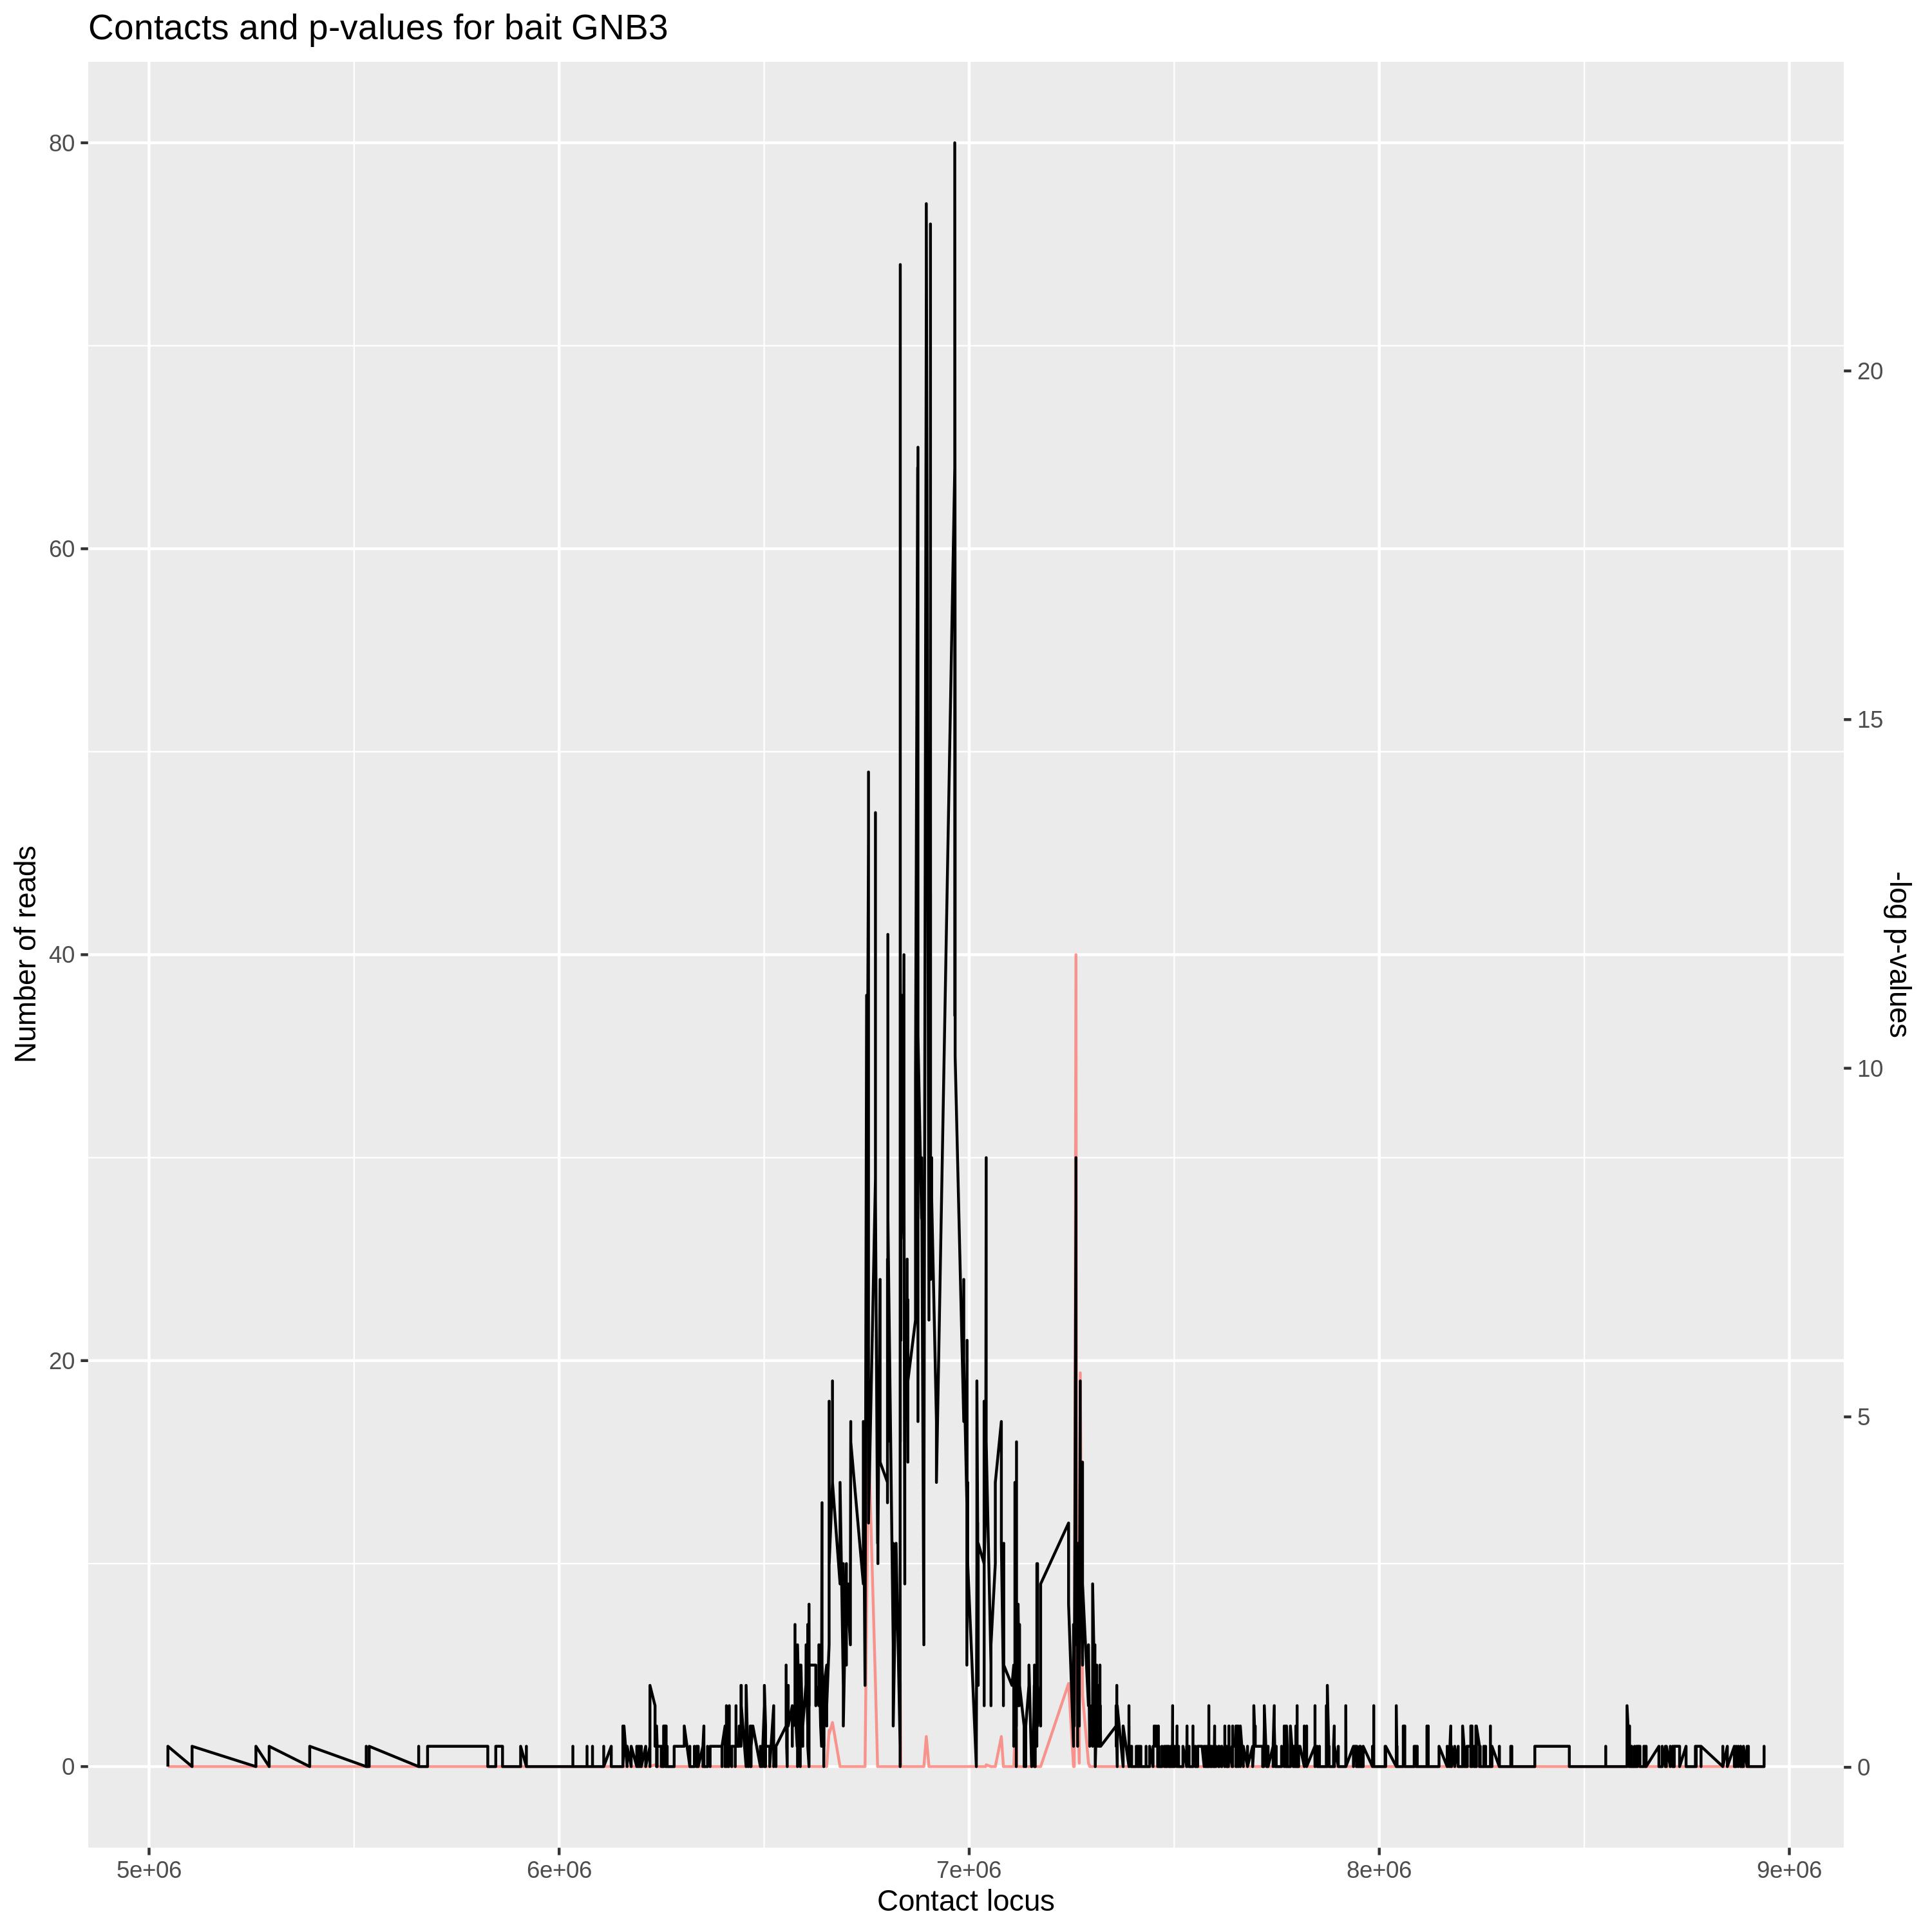 Contacts and p-values for bait GNB3
80
60
40
20
0
20
15
10
5
0
Number of reads
-log p-values
5e+06 6e+06 7e+06 8e+06 9e+06
Contact locus